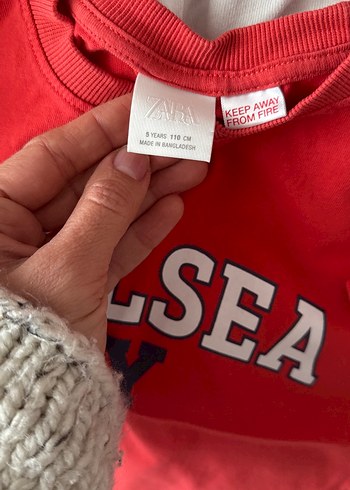 ZARA
5 YEARS 110 CM
MADE IN BANGLADESH
KEEP AWAY
FROM FIRE
LSEA